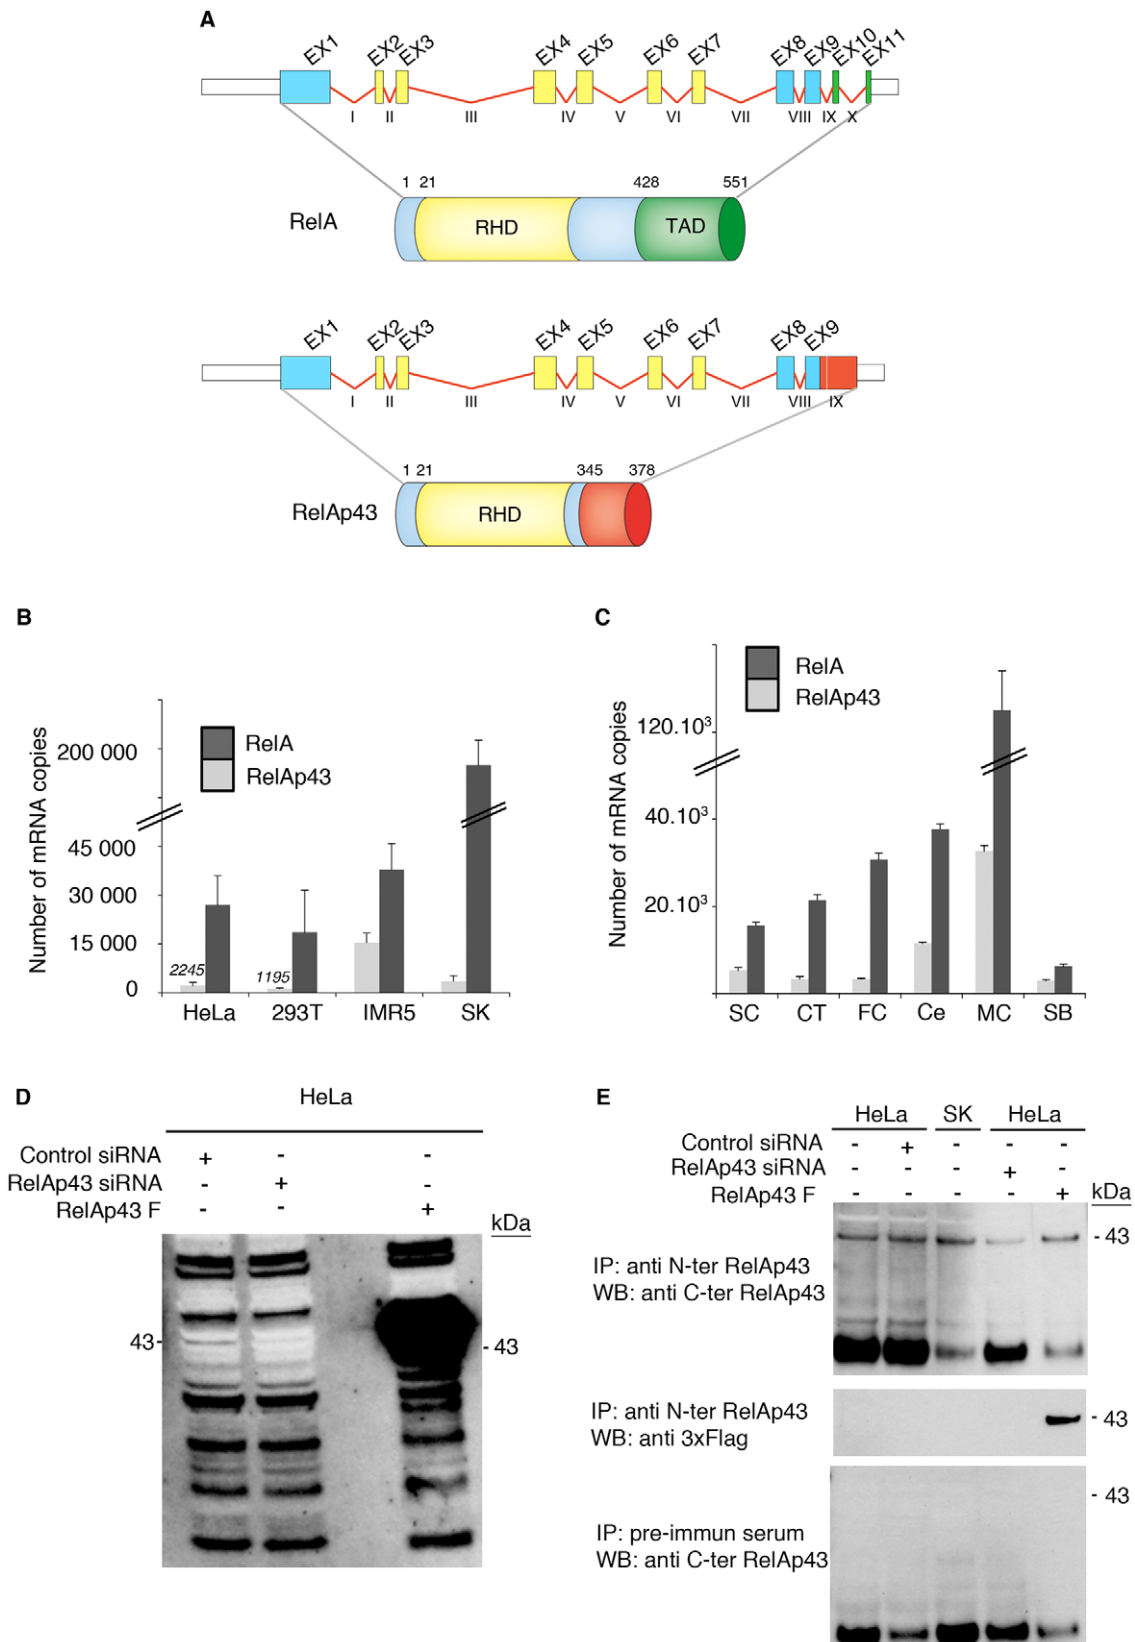 A
EX1 EX2 EX3 EX4 EX5 EX6 EX7 EX8 EX9 EX10 EX11
I II III IV V VI VII VIII IX X
1 21 428 551
RelA RHD TAD
EX1 EX2 EX3 EX4 EX5 EX6 EX7 EX8 EX9
I II III IV V VI VII VIII IX
1 21 345 378
RelAp43 RHD
B
Number of mRNA copies
200 000
45 000
30 000
15 000
0
RelA
RelAp43
2245
1195
HeLa 293T IMR5 SK
C
Number of mRNA copies
120.10³
40.10³
20.10³
RelA
RelAp43
SC CT FC Ce MC SB
D
HeLa
Control siRNA + - -
RelAp43 siRNA - + -
RelAp43 F - - +
kDa
43-
- 43
E
HeLa SK HeLa
Control siRNA - + - - -
RelAp43 siRNA - - - + -
RelAp43 F - - - - +
kDa
- 43
IP: anti N-ter RelAp43
WB: anti C-ter RelAp43
IP: anti N-ter RelAp43
WB: anti 3xFlag
- 43
- 43
IP: pre-immun serum
WB: anti C-ter RelAp43